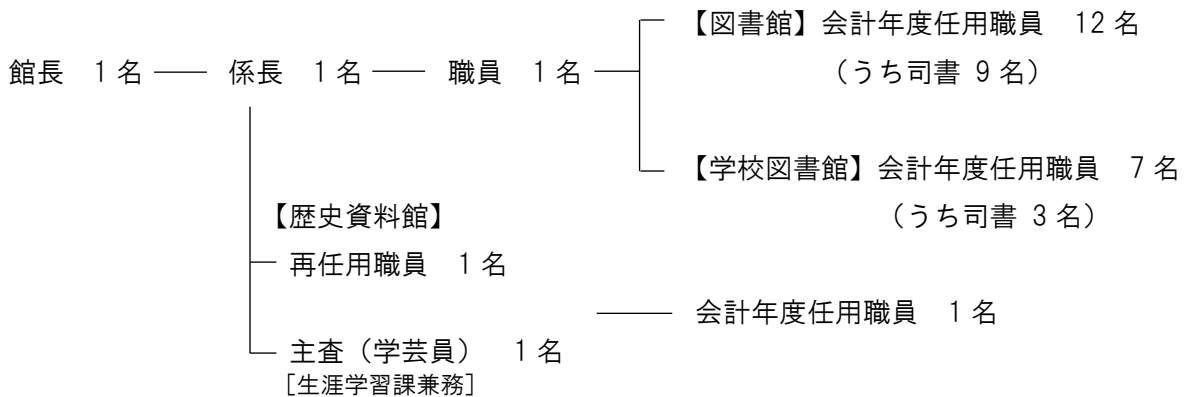 【図書館】会計年度任用職員　12名
館長　1名
係長　1名
職員　1名
（うち司書 9名）
【学校図書館】会計年度任用職員　7名
（うち司書 3名）
【歴史資料館】
再任用職員　1名
会計年度任用職員　1名
主査（学芸員）　1名
［生涯学習課兼務］